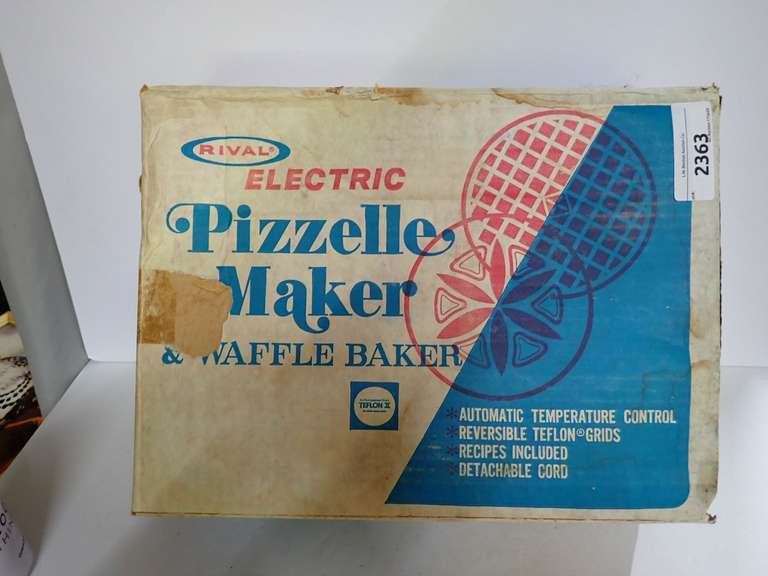 RIVAL®
ELECTRIC
Pizzelle
Maker
& WAFFLE BAKER
TEFLON II
*AUTOMATIC TEMPERATURE CONTROL
*REVERSIBLE TEFLON® GRIDS
*RECIPES INCLUDED
*DETACHABLE CORD
2363